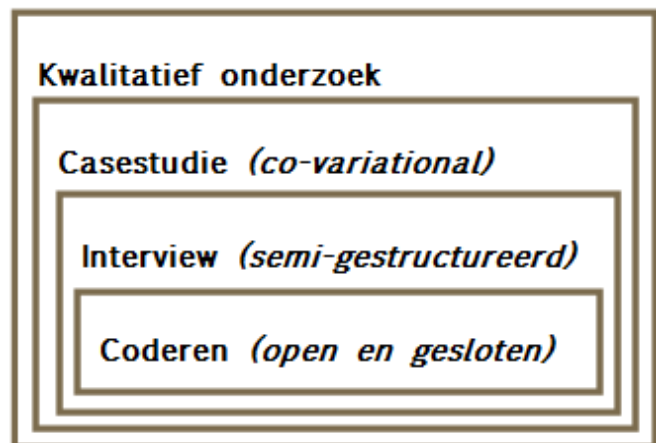 Kwalitatief onderzoek
Casestudie (co-variational)
Interview (semi-gestructureerd)
Coderen (open en gesloten)